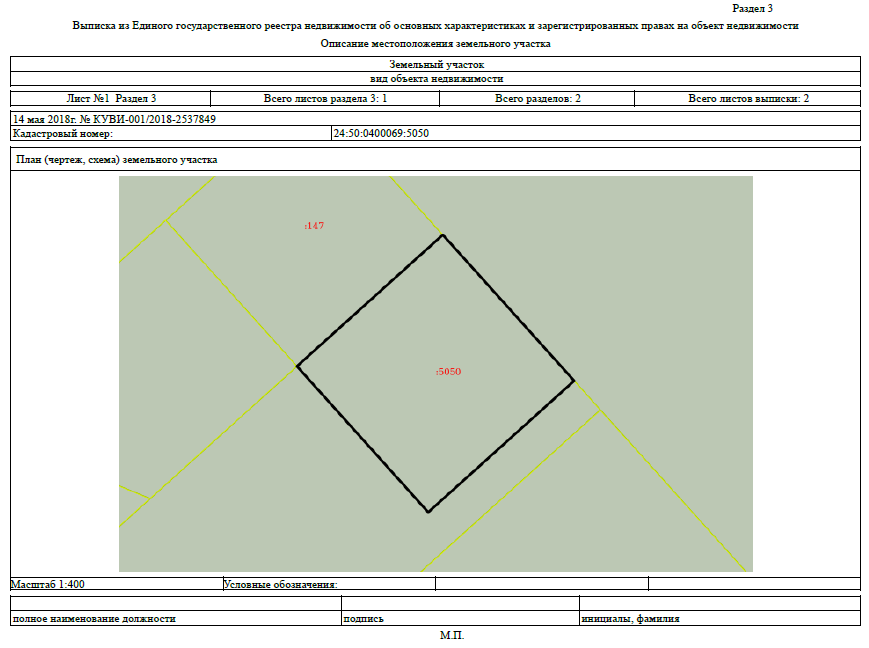 Раздел 3
Выписка из Единого государственного реестра недвижимости об основных характеристиках и зарегистрированных правах на объект недвижимости
Описание местоположения земельного участка
Земельный участок
вид объекта недвижимости
Лист №1 Раздел 3 Всего листов раздела 3: 1 Всего разделов: 2 Всего листов выписки: 2
14 мая 2018г. № КУВИ-001/2018-2537849
Кадастровый номер: 24:50:0400069:5050
План (чертеж, схема) земельного участка
:147
:5050
Масштаб 1:400 Условные обозначения:
полное наименование должности подпись инициалы, фамилия
М.П.